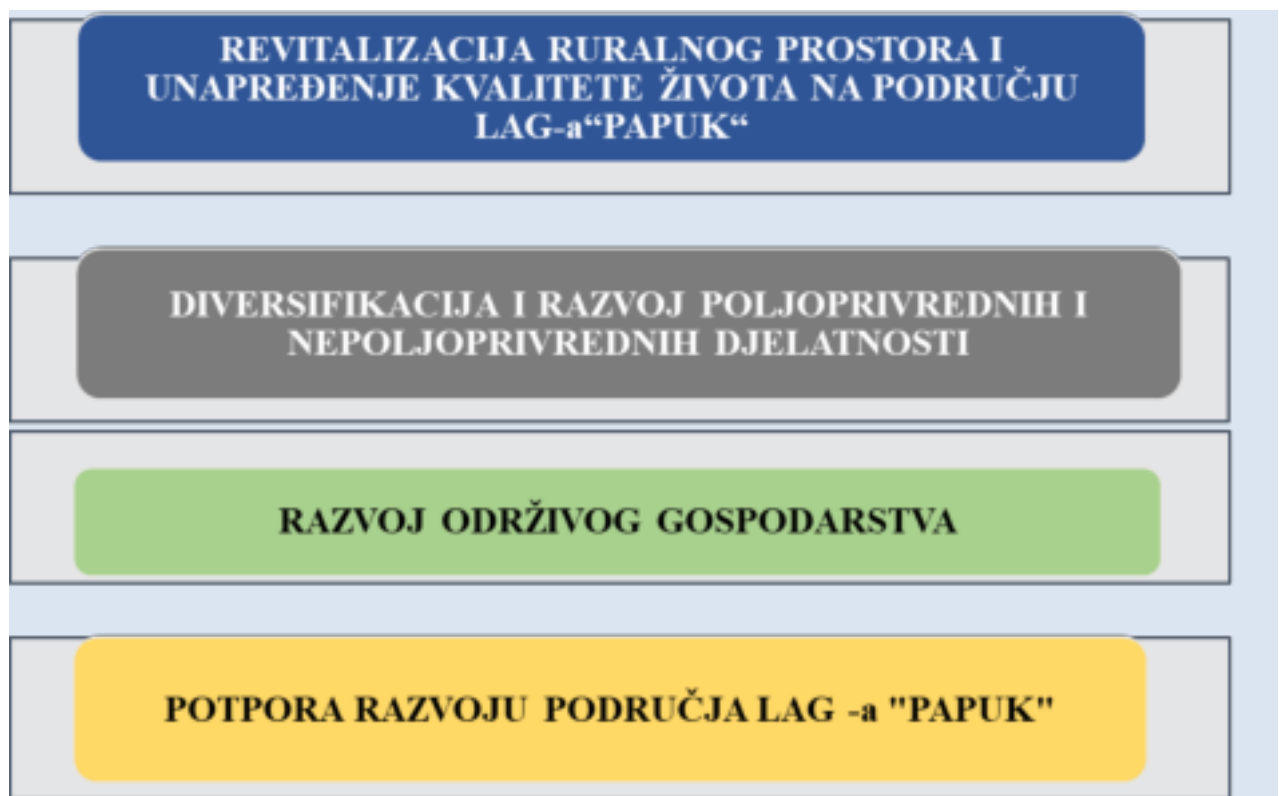 REVITALIZACIJA RURALNOG PROSTORA I
UNAPREĐENJE KVALITETE ŽIVOTA NA PODRUČJU
LAG-a“PAPUK“
DIVERSIFIKACIJA I RAZVOJ POLJOPRIVREDNIH I
NEPOLJOPRIVREDNIH DJELATNOSTI
RAZVOJ ODRŽIVOG GOSPODARSTVA
POTPORA RAZVOJU PODRUČJA LAG -a "PAPUK"